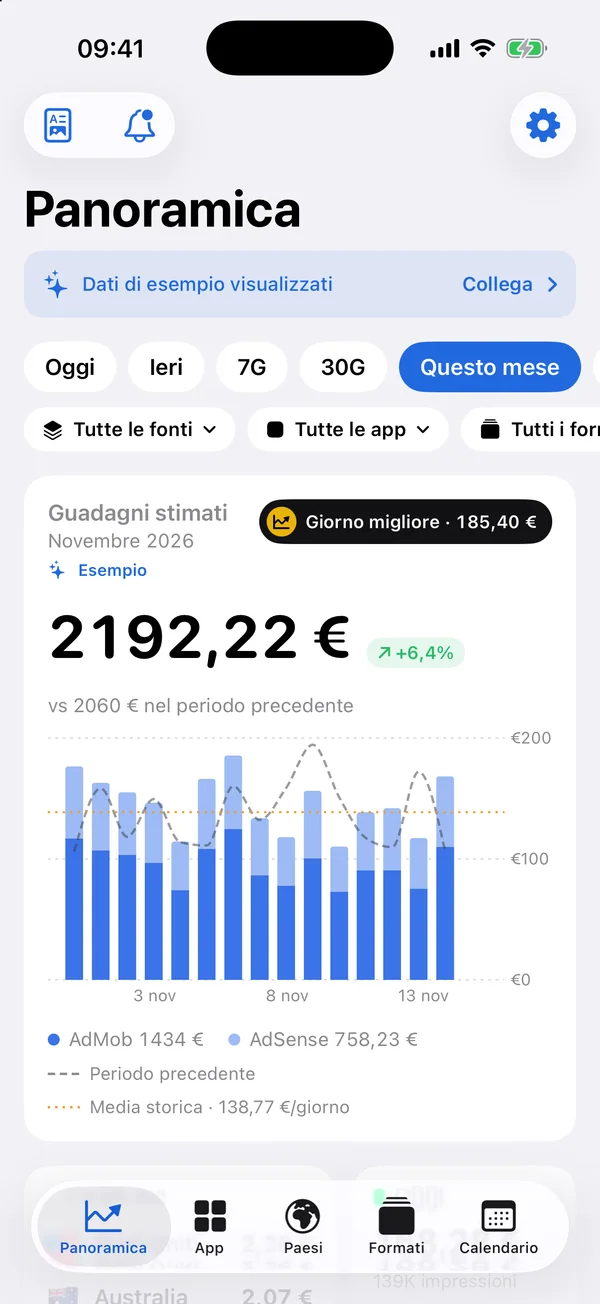 09:41
Panoramica
Dati di esempio visualizzati Collega
Oggi Ieri 7G 30G Questo mese
Tutte le fonti Tutte le app Tutti i
Guadagni stimati
Giorno migliore · 185,40 €
Novembre 2026
Esempio
2192,22 € +6,4%
vs 2060 € nel periodo precedente
€200
€100
€0
3 nov 8 nov 13 nov
AdMob 1434 € AdSense 758,23 €
Periodo precedente
Media storica · 138,77 €/giorno
Panoramica App Paesi Formati Calendario
139K impressioni
Australia 2,07 €